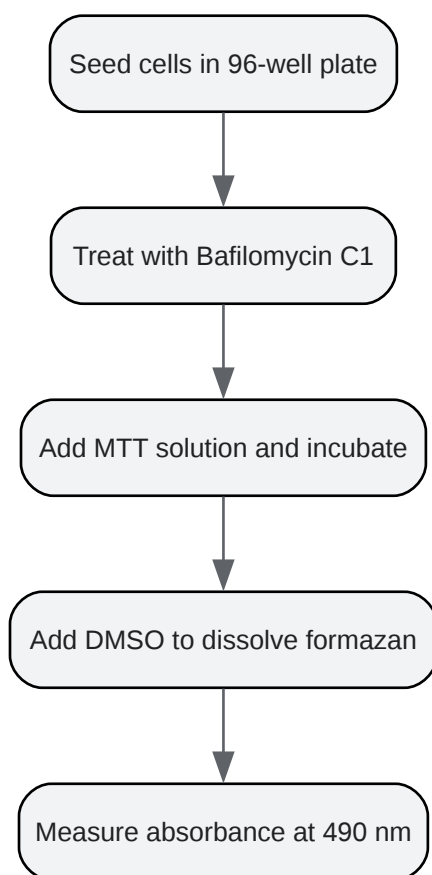 Seed cells in 96-well plate
Treat with Bafilomycin C1
Add MTT solution and incubate
Add DMSO to dissolve formazan
Measure absorbance at 490 nm